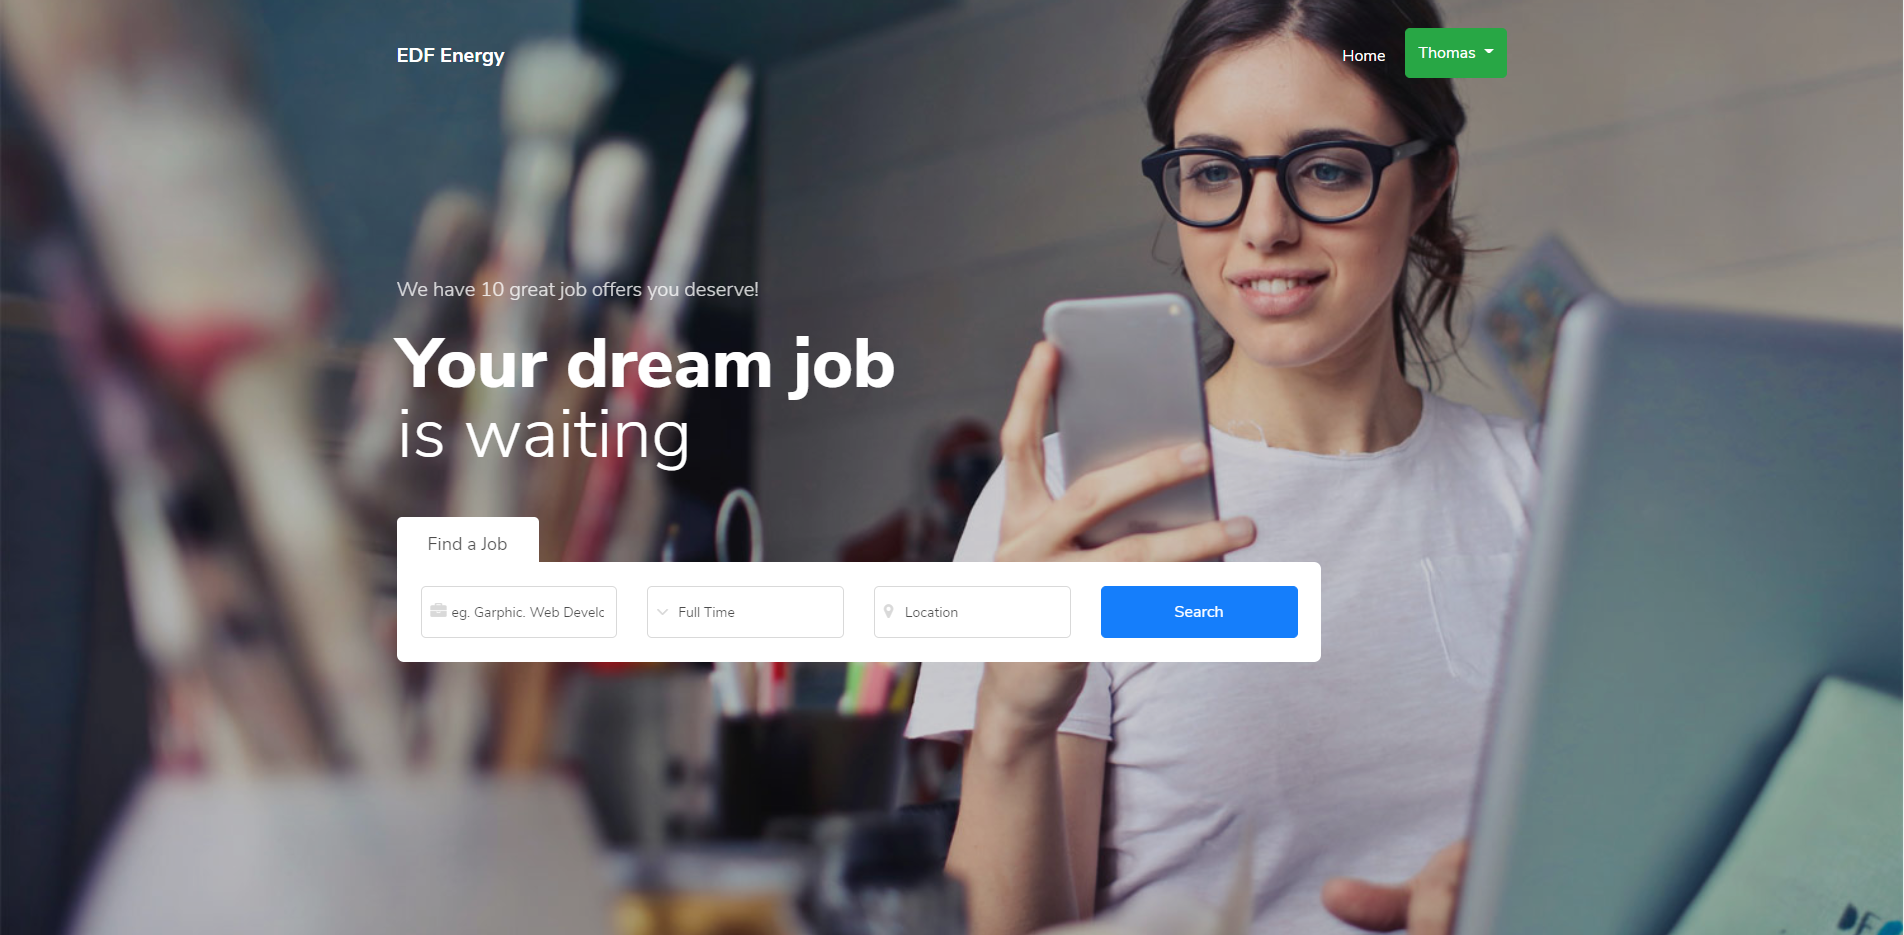 EDF Energy
Home
Thomas
We have 10 great job offers you deserve!
Your dream job
is waiting
Find a Job
eg. Garphic. Web Develc
Full Time
Location
Search